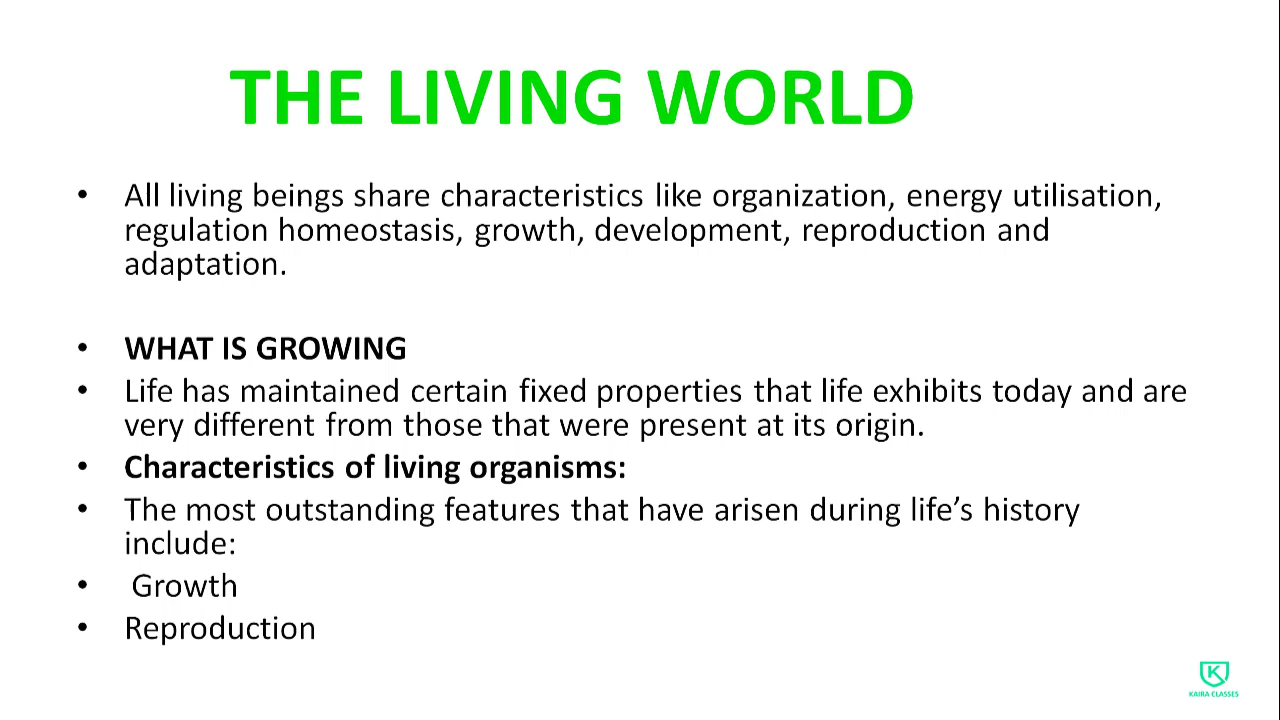 THE LIVING WORLD
• All living beings share characteristics like organization, energy utilisation,
regulation homeostasis, growth, development, reproduction and
adaptation.
• WHAT IS GROWING
• Life has maintained certain fixed properties that life exhibits today and are
very different from those that were present at its origin.
• Characteristics of living organisms:
• The most outstanding features that have arisen during life’s history
include:
• Growth
• Reproduction
KAIRA CLASSES